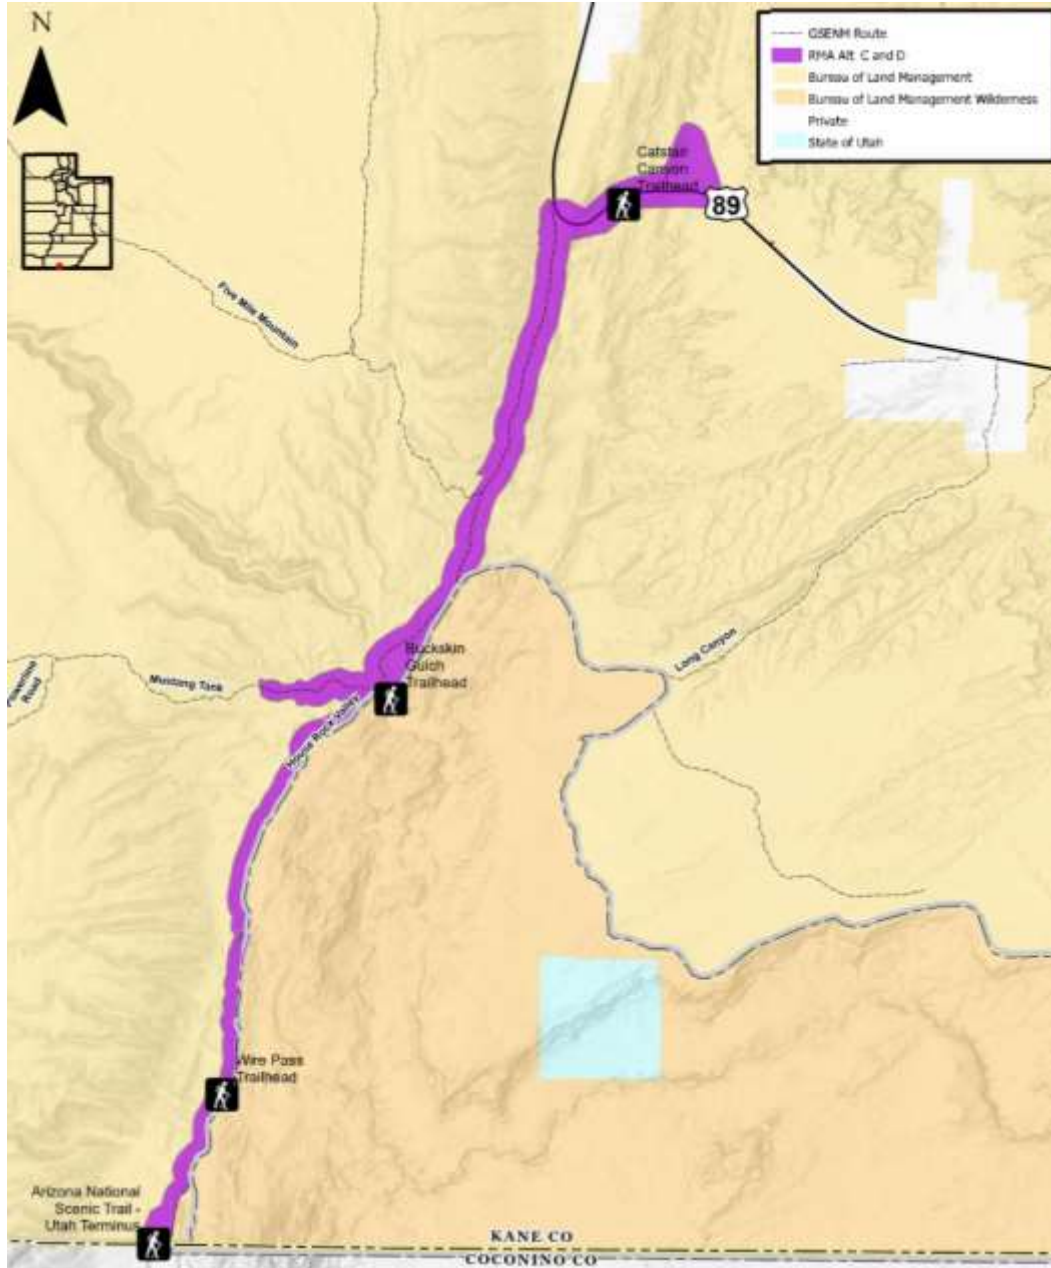 N
GSENM Route
RMA Alt C and D
Bureau of Land Management
Bureau of Land Management Wilderness
Private
State of Utah
Catstair
Canyon
Trailhead
89
Five Mile Mountain
Buckskin
Gulch
Trailhead
Long Canyon
Road
Mustang Tank
House Rock Valley
Wire Pass
Trailhead
Arizona National
Scenic Trail -
Utah Terminus
KANE CO
COCONINO CO